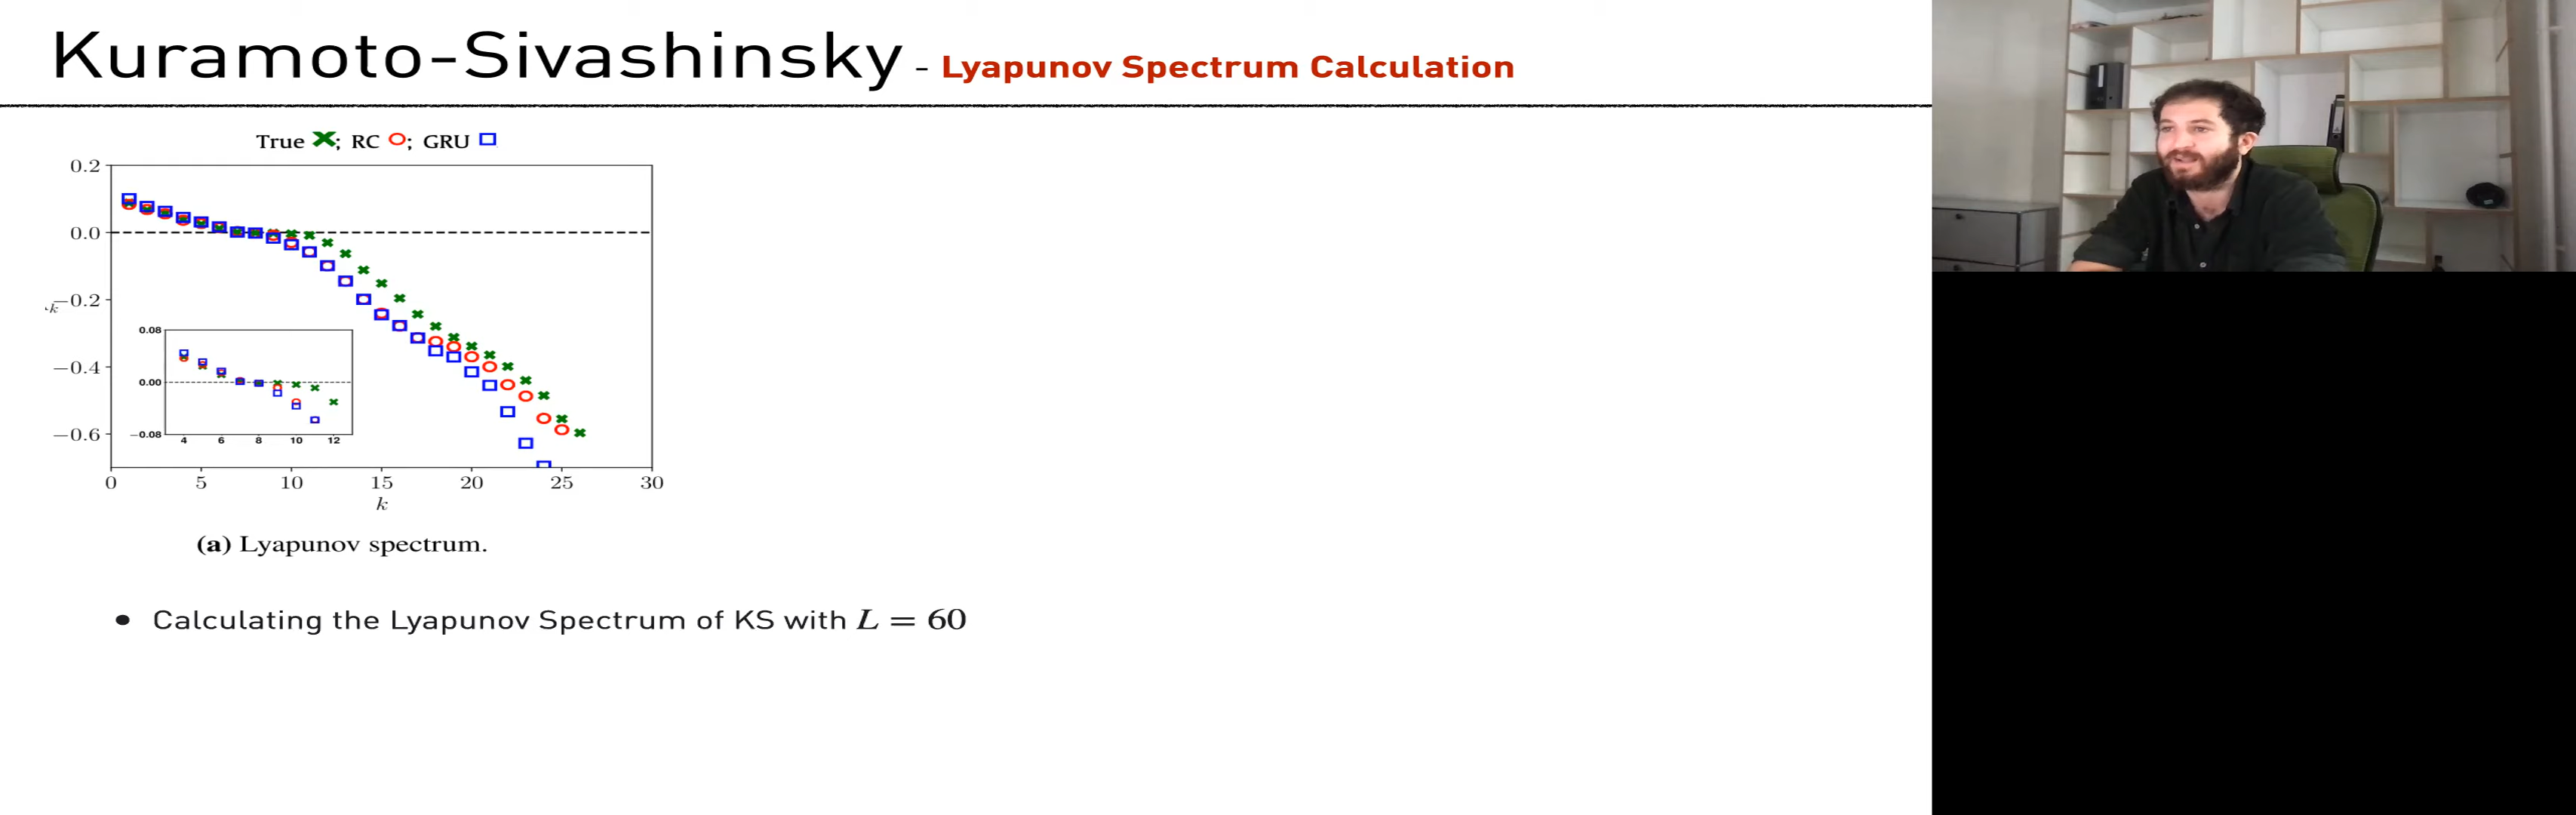 Kuramoto-Sivashinsky - Lyapunov Spectrum Calculation
True ; RC ; GRU
0.2
0.0
−0.2
k
−0.4
−0.6
0.08
0.00
−0.08
4 6 8 10 12
0 5 10 15 20 25 30
k
(a) Lyapunov spectrum.
• Calculating the Lyapunov Spectrum of KS with L = 60